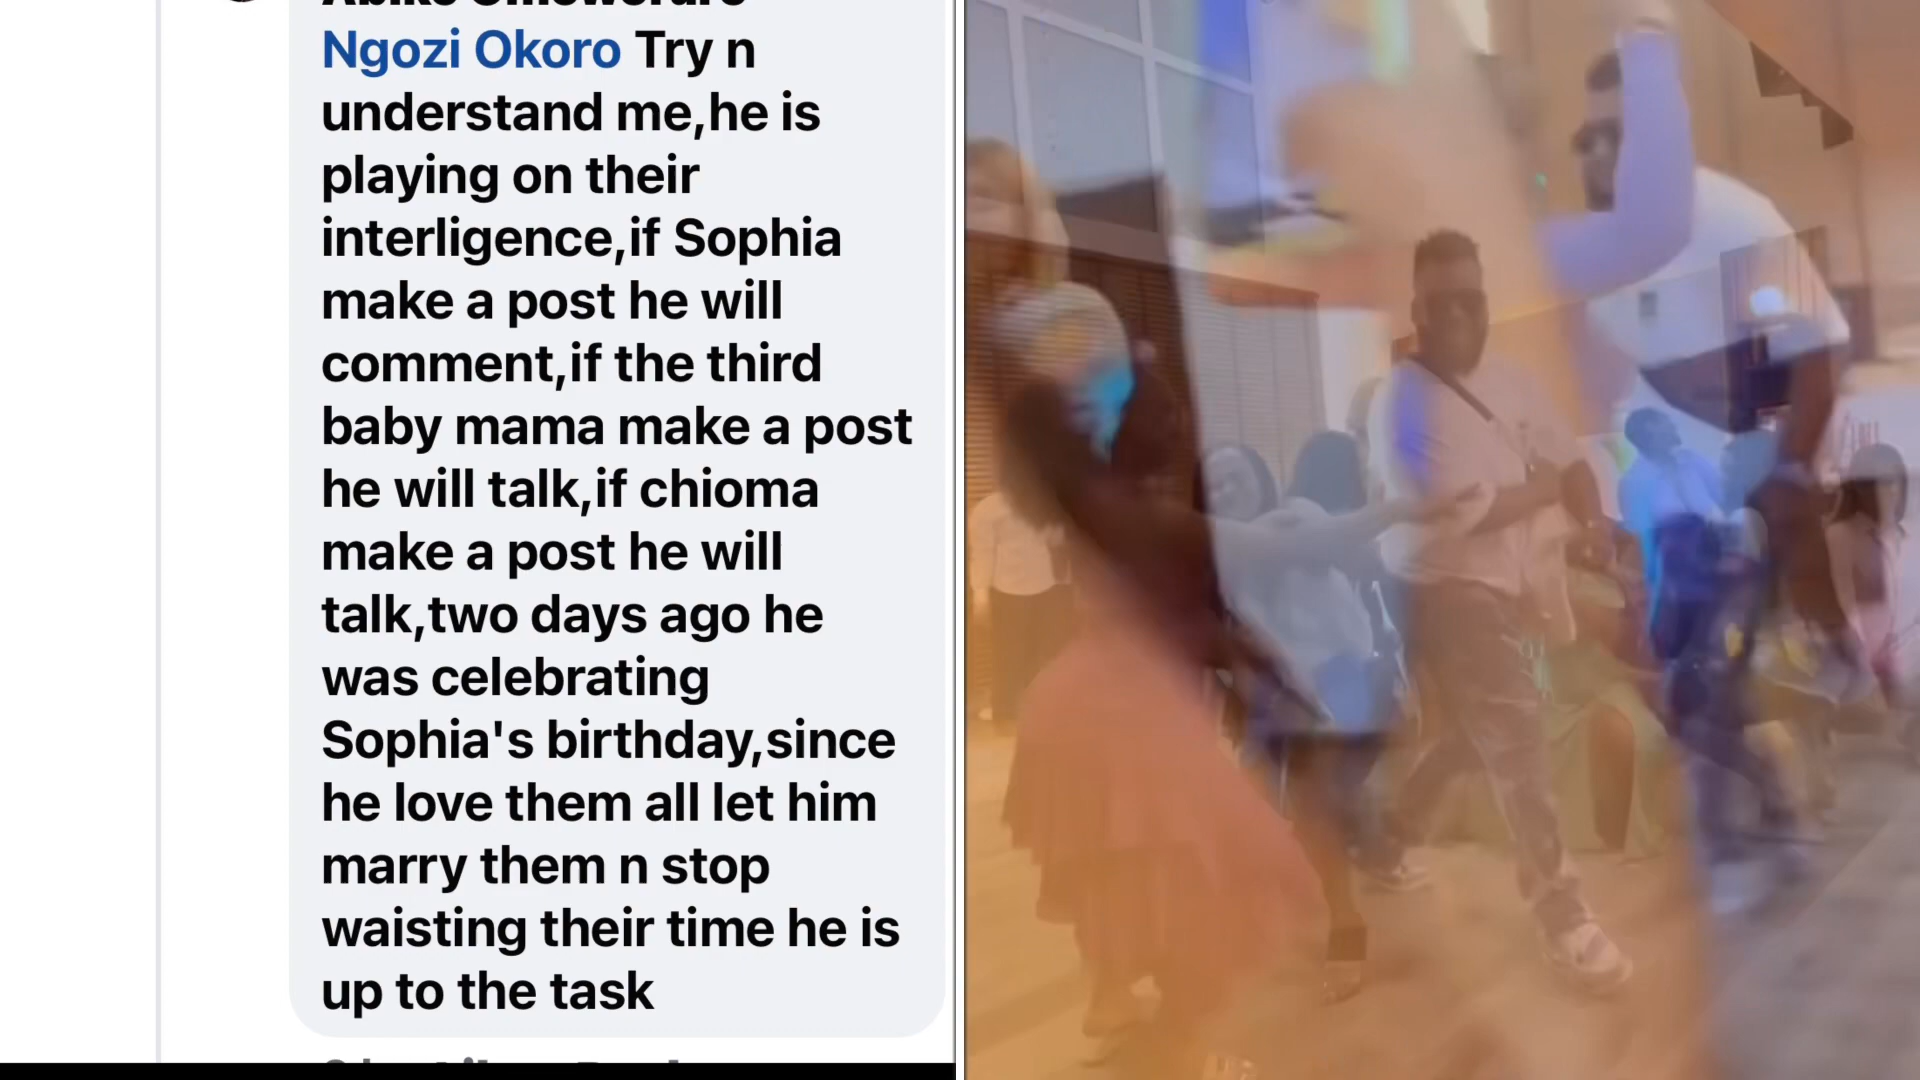 Ngozi Okoro Try n
understand me,he is
playing on their
interligence,if Sophia
make a post he will
comment,if the third
baby mama make a post
he will talk,if chioma
make a post he will
talk,two days ago he
was celebrating
Sophia's birthday,since
he love them all let him
marry them n stop
waisting their time he is
up to the task